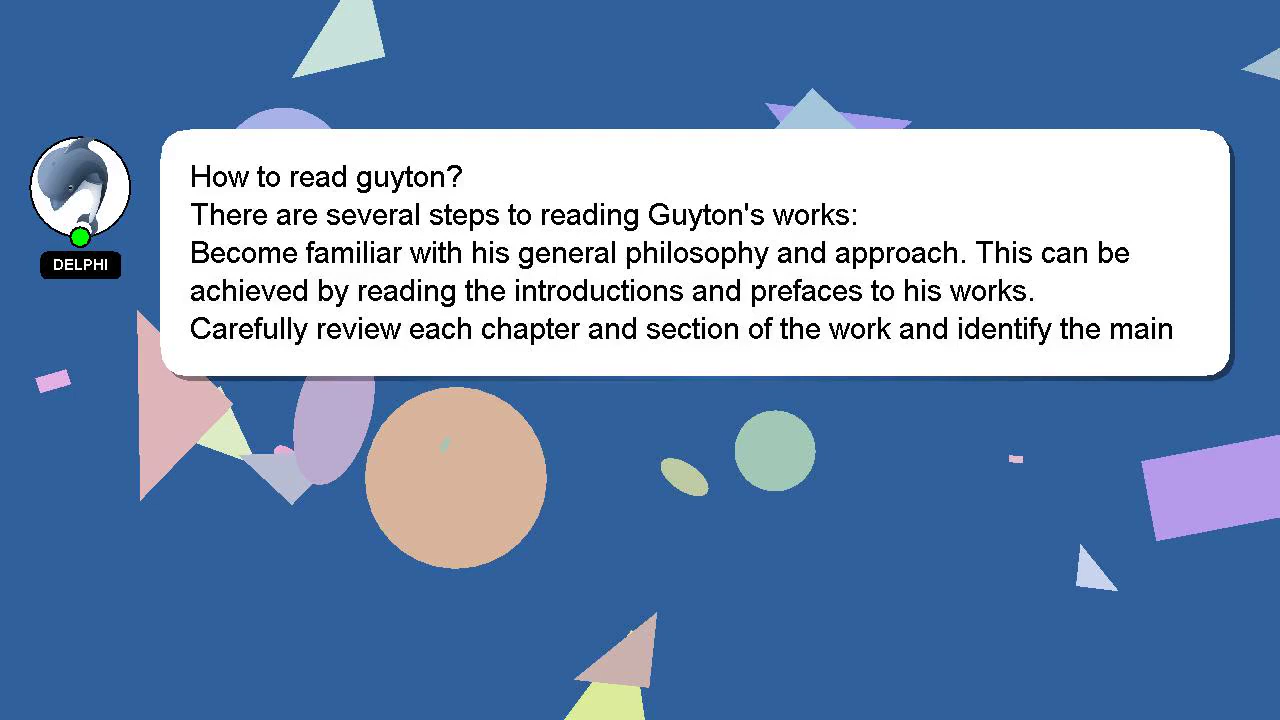 How to read guyton?
There are several steps to reading Guyton's works:
Become familiar with his general philosophy and approach. This can be
achieved by reading the introductions and prefaces to his works.
Carefully review each chapter and section of the work and identify the main
DELPHI